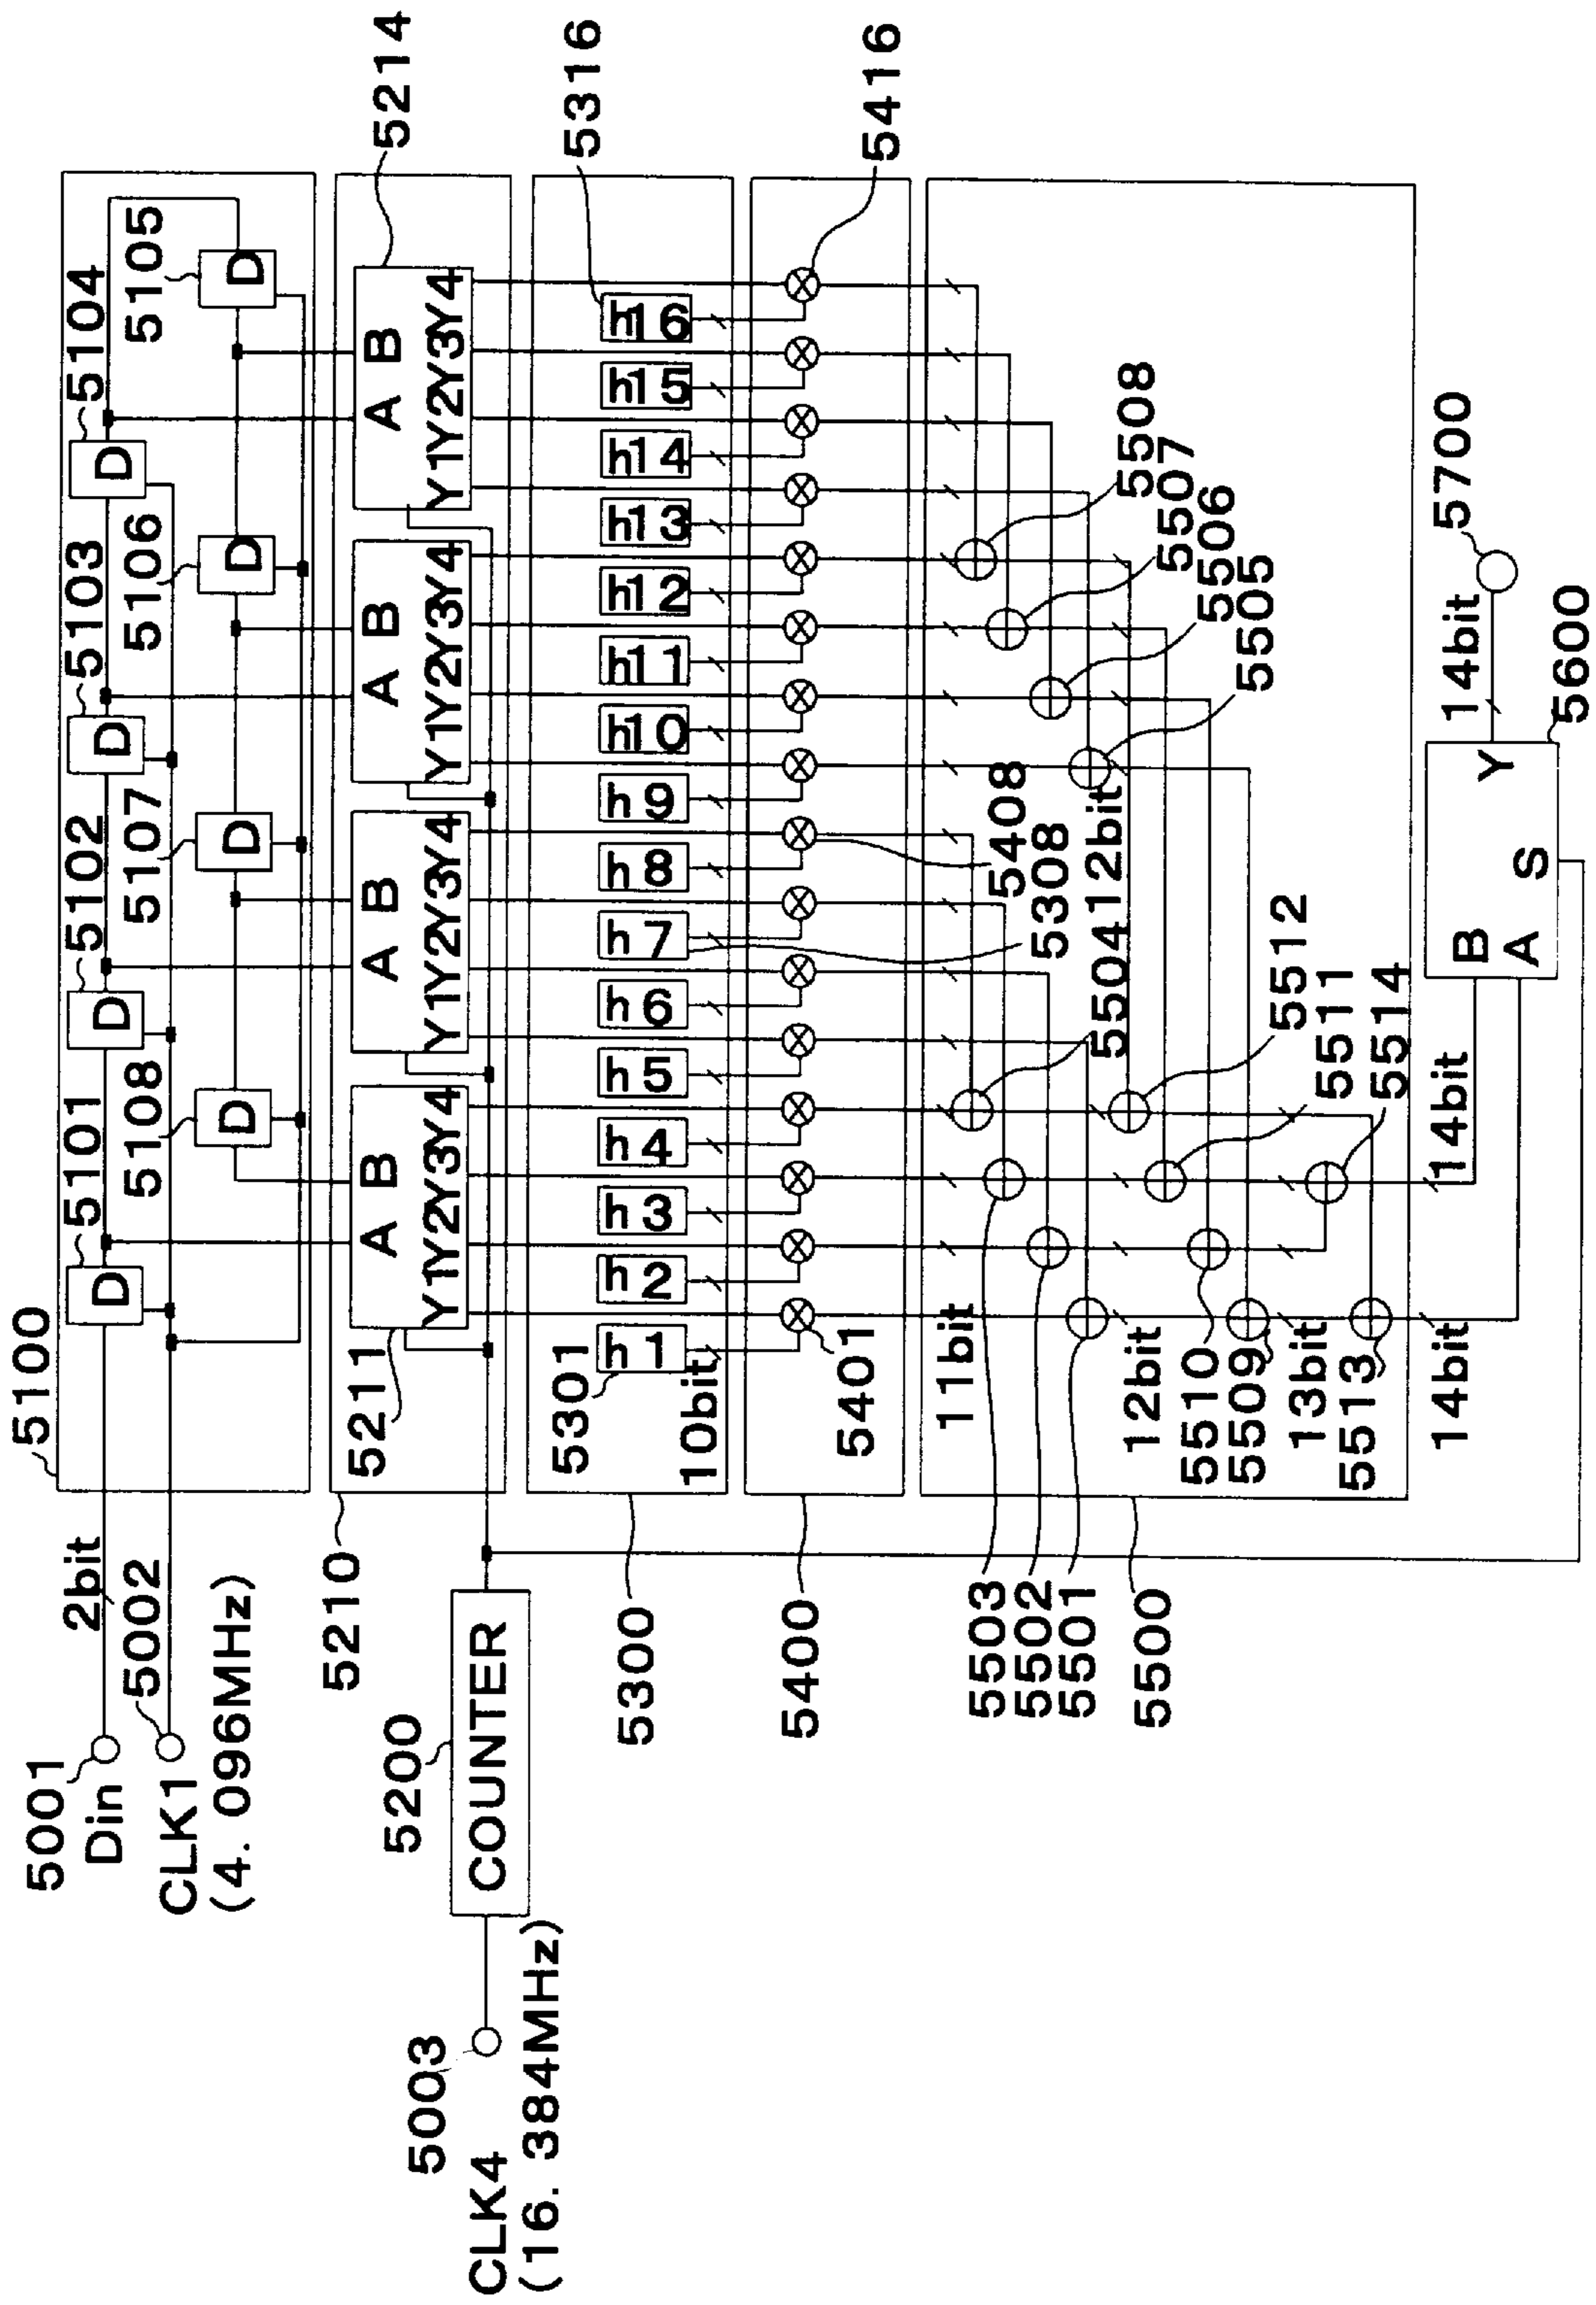 5001
Din
2bit
5002
CLK1
(4. 096MHz)
5100
5101
5102
5103
5104
5108
5107
5106
5105
D
D
D
D
D
D
D
D
5003
CLK4
(16. 384MHz)
5200
COUNTER
5210
5211
5214
A B
Y1Y2Y3Y4
A B
Y1Y2Y3Y4
A B
Y1Y2Y3Y4
A B
Y1Y2Y3Y4
5300
5301
5316
10bit
h1
h2
h3
h4
h5
h6
h7
h8
h9
h10
h11
h12
h13
h14
h15
h16
5400
5401
5416
5408
5308
5503
5502
5501
5500
11bit
12bit
5510
5509
13bit
5513
14bit
5504
12bit
5508
5507
5506
5505
5512
5511
5514
14bit
B
A
S
Y
14bit
5600
5700